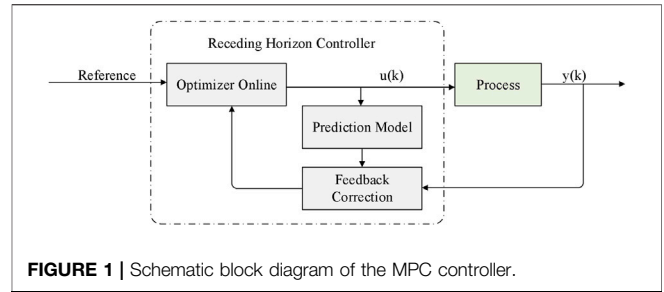 Receding Horizon Controller
Reference
Optimizer Online
u(k)
Process
y(k)
Prediction Model
Feedback
Correction
FIGURE 1 | Schematic block diagram of the MPC controller.